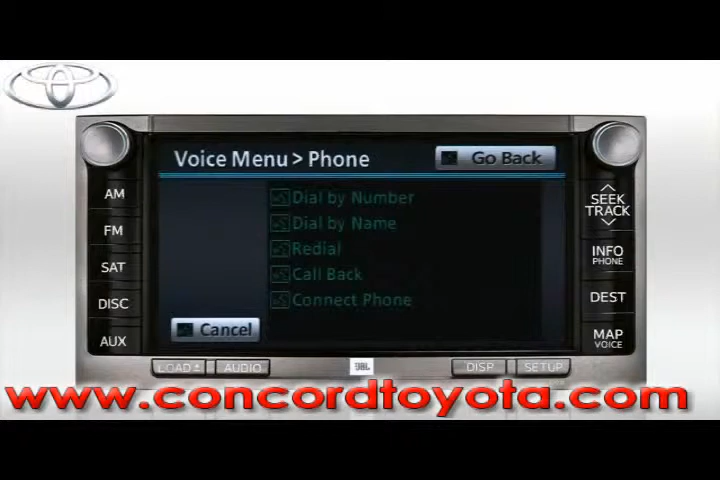 Voice Menu > Phone
Go Back
Dial by Number
Dial by Name
Redial
Call Back
Connect Phone
Cancel
AM
FM
SAT
DISC
AUX
SEEK
TRACK
INFO
PHONE
DEST
MAP
VOICE
LOAD
AUDIO
JBL
DISP
SETUP
www.concordtoyota.com